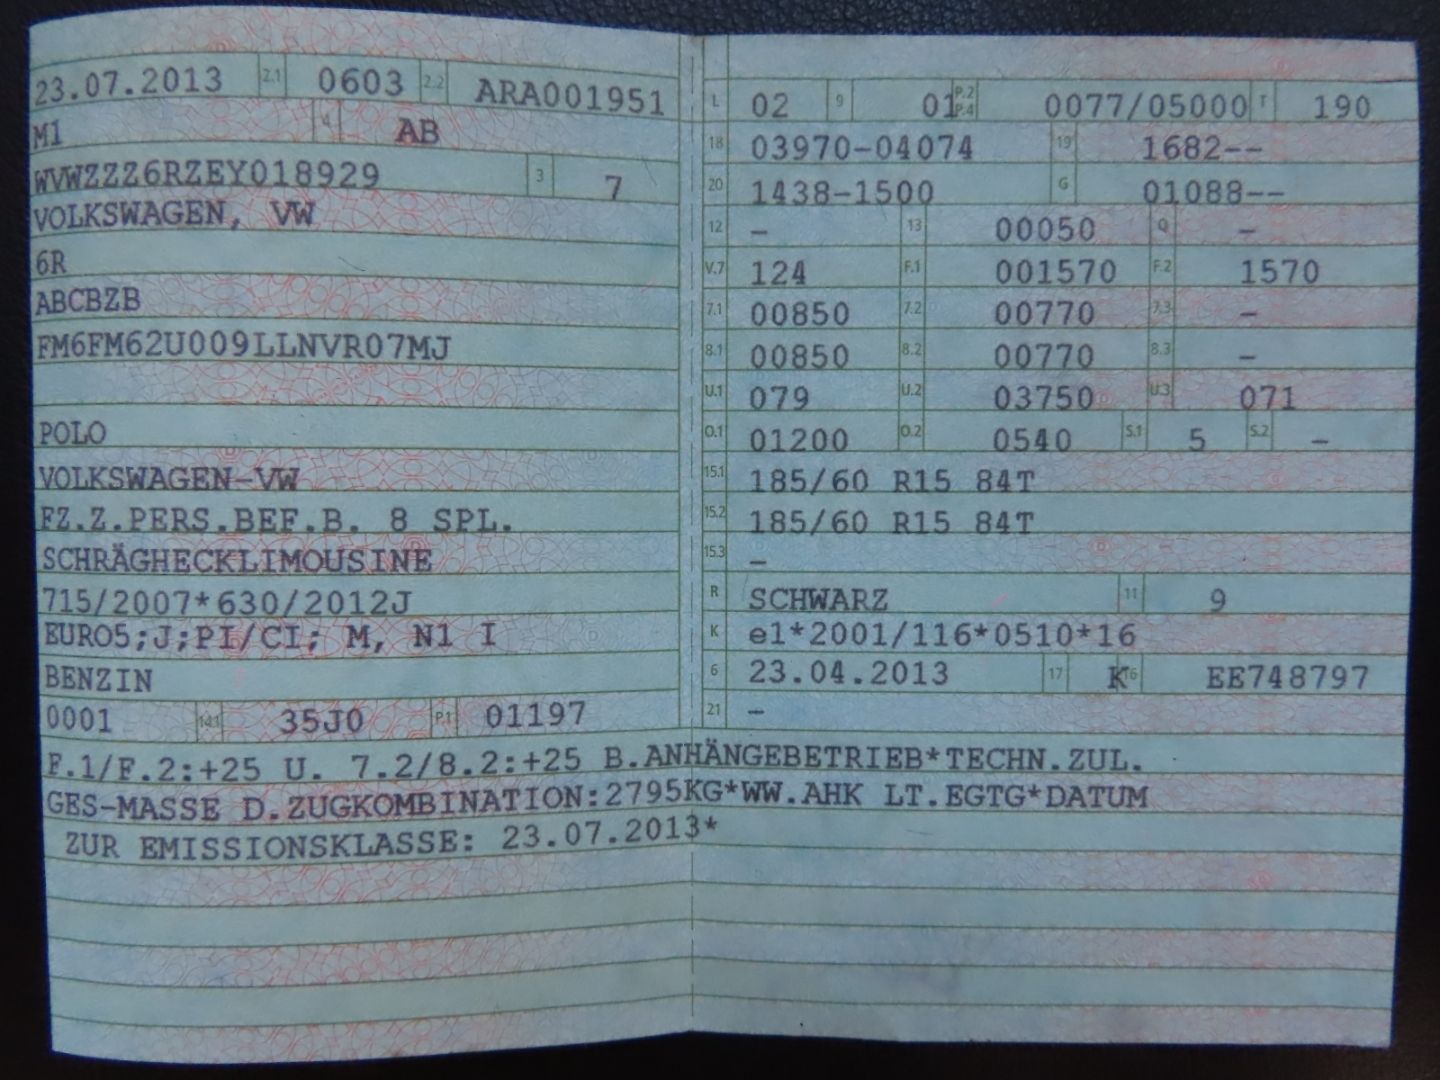 23.07.2013 2.1 0603 2.2 ARA001951
M1 4 AB
WVWZZZ6RZEY018929 3 7
VOLKSWAGEN, VW
6R
ABCBZB
FM6FM62U009LLNVR07MJ
POLO
VOLKSWAGEN-VW
FZ.Z.PERS.BEF.B. 8 SPL.
SCHRÄGHECKLIMOUSINE
715/2007*630/2012J
EURO5;J;PI/CI; M, N1 I
BENZIN
0001 14.1 35J0 P.1 01197
L 02 9 01 P.2 P.4 0077/05000 T 190
18 03970-04074 19 1682--
20 1438-1500 G 01088--
12 - 13 00050 Q -
V.7 124 F.1 001570 F.2 1570
7.1 00850 7.2 00770 7.3 -
8.1 00850 8.2 00770 8.3 -
U.1 079 U.2 03750 U.3 071
O.1 01200 O.2 0540 S.1 5 S.2 -
15.1 185/60 R15 84T
15.2 185/60 R15 84T
15.3 -
R SCHWARZ 11 9
K e1*2001/116*0510*16
6 23.04.2013 17 K 16 EE748797
21 -
F.1/F.2:+25 U. 7.2/8.2:+25 B.ANHÄNGEBETRIEB*TECHN.ZUL.
GES-MASSE D.ZUGKOMBINATION:2795KG*WW.AHK LT.EGTG*DATUM
ZUR EMISSIONSKLASSE: 23.07.2013*